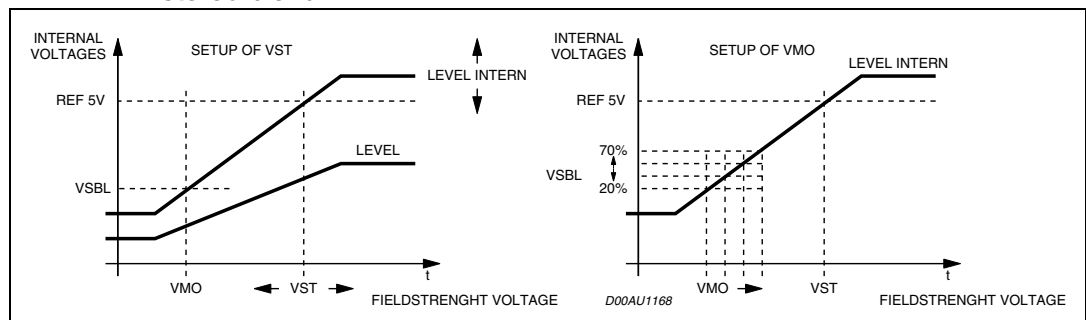 INTERNAL
VOLTAGES
SETUP OF VST
LEVEL INTERN
REF 5V
LEVEL
VSBL
t
VMO
VST
FIELDSTRENGHT VOLTAGE
INTERNAL
VOLTAGES
SETUP OF VMO
LEVEL INTERN
REF 5V
70%
VSBL
20%
t
VMO
VST
D00AU1168
FIELDSTRENGHT VOLTAGE